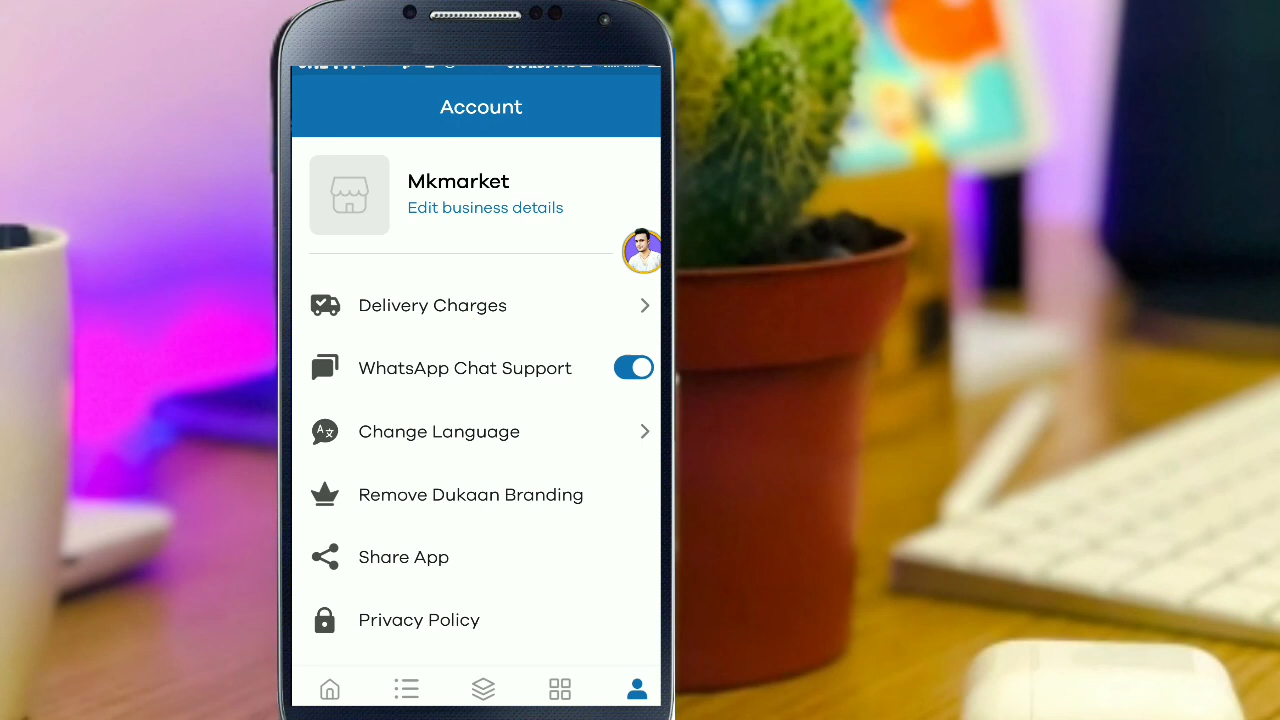 Account
Mkmarket
Edit business details
Delivery Charges
WhatsApp Chat Support
Change Language
Remove Dukaan Branding
Share App
Privacy Policy